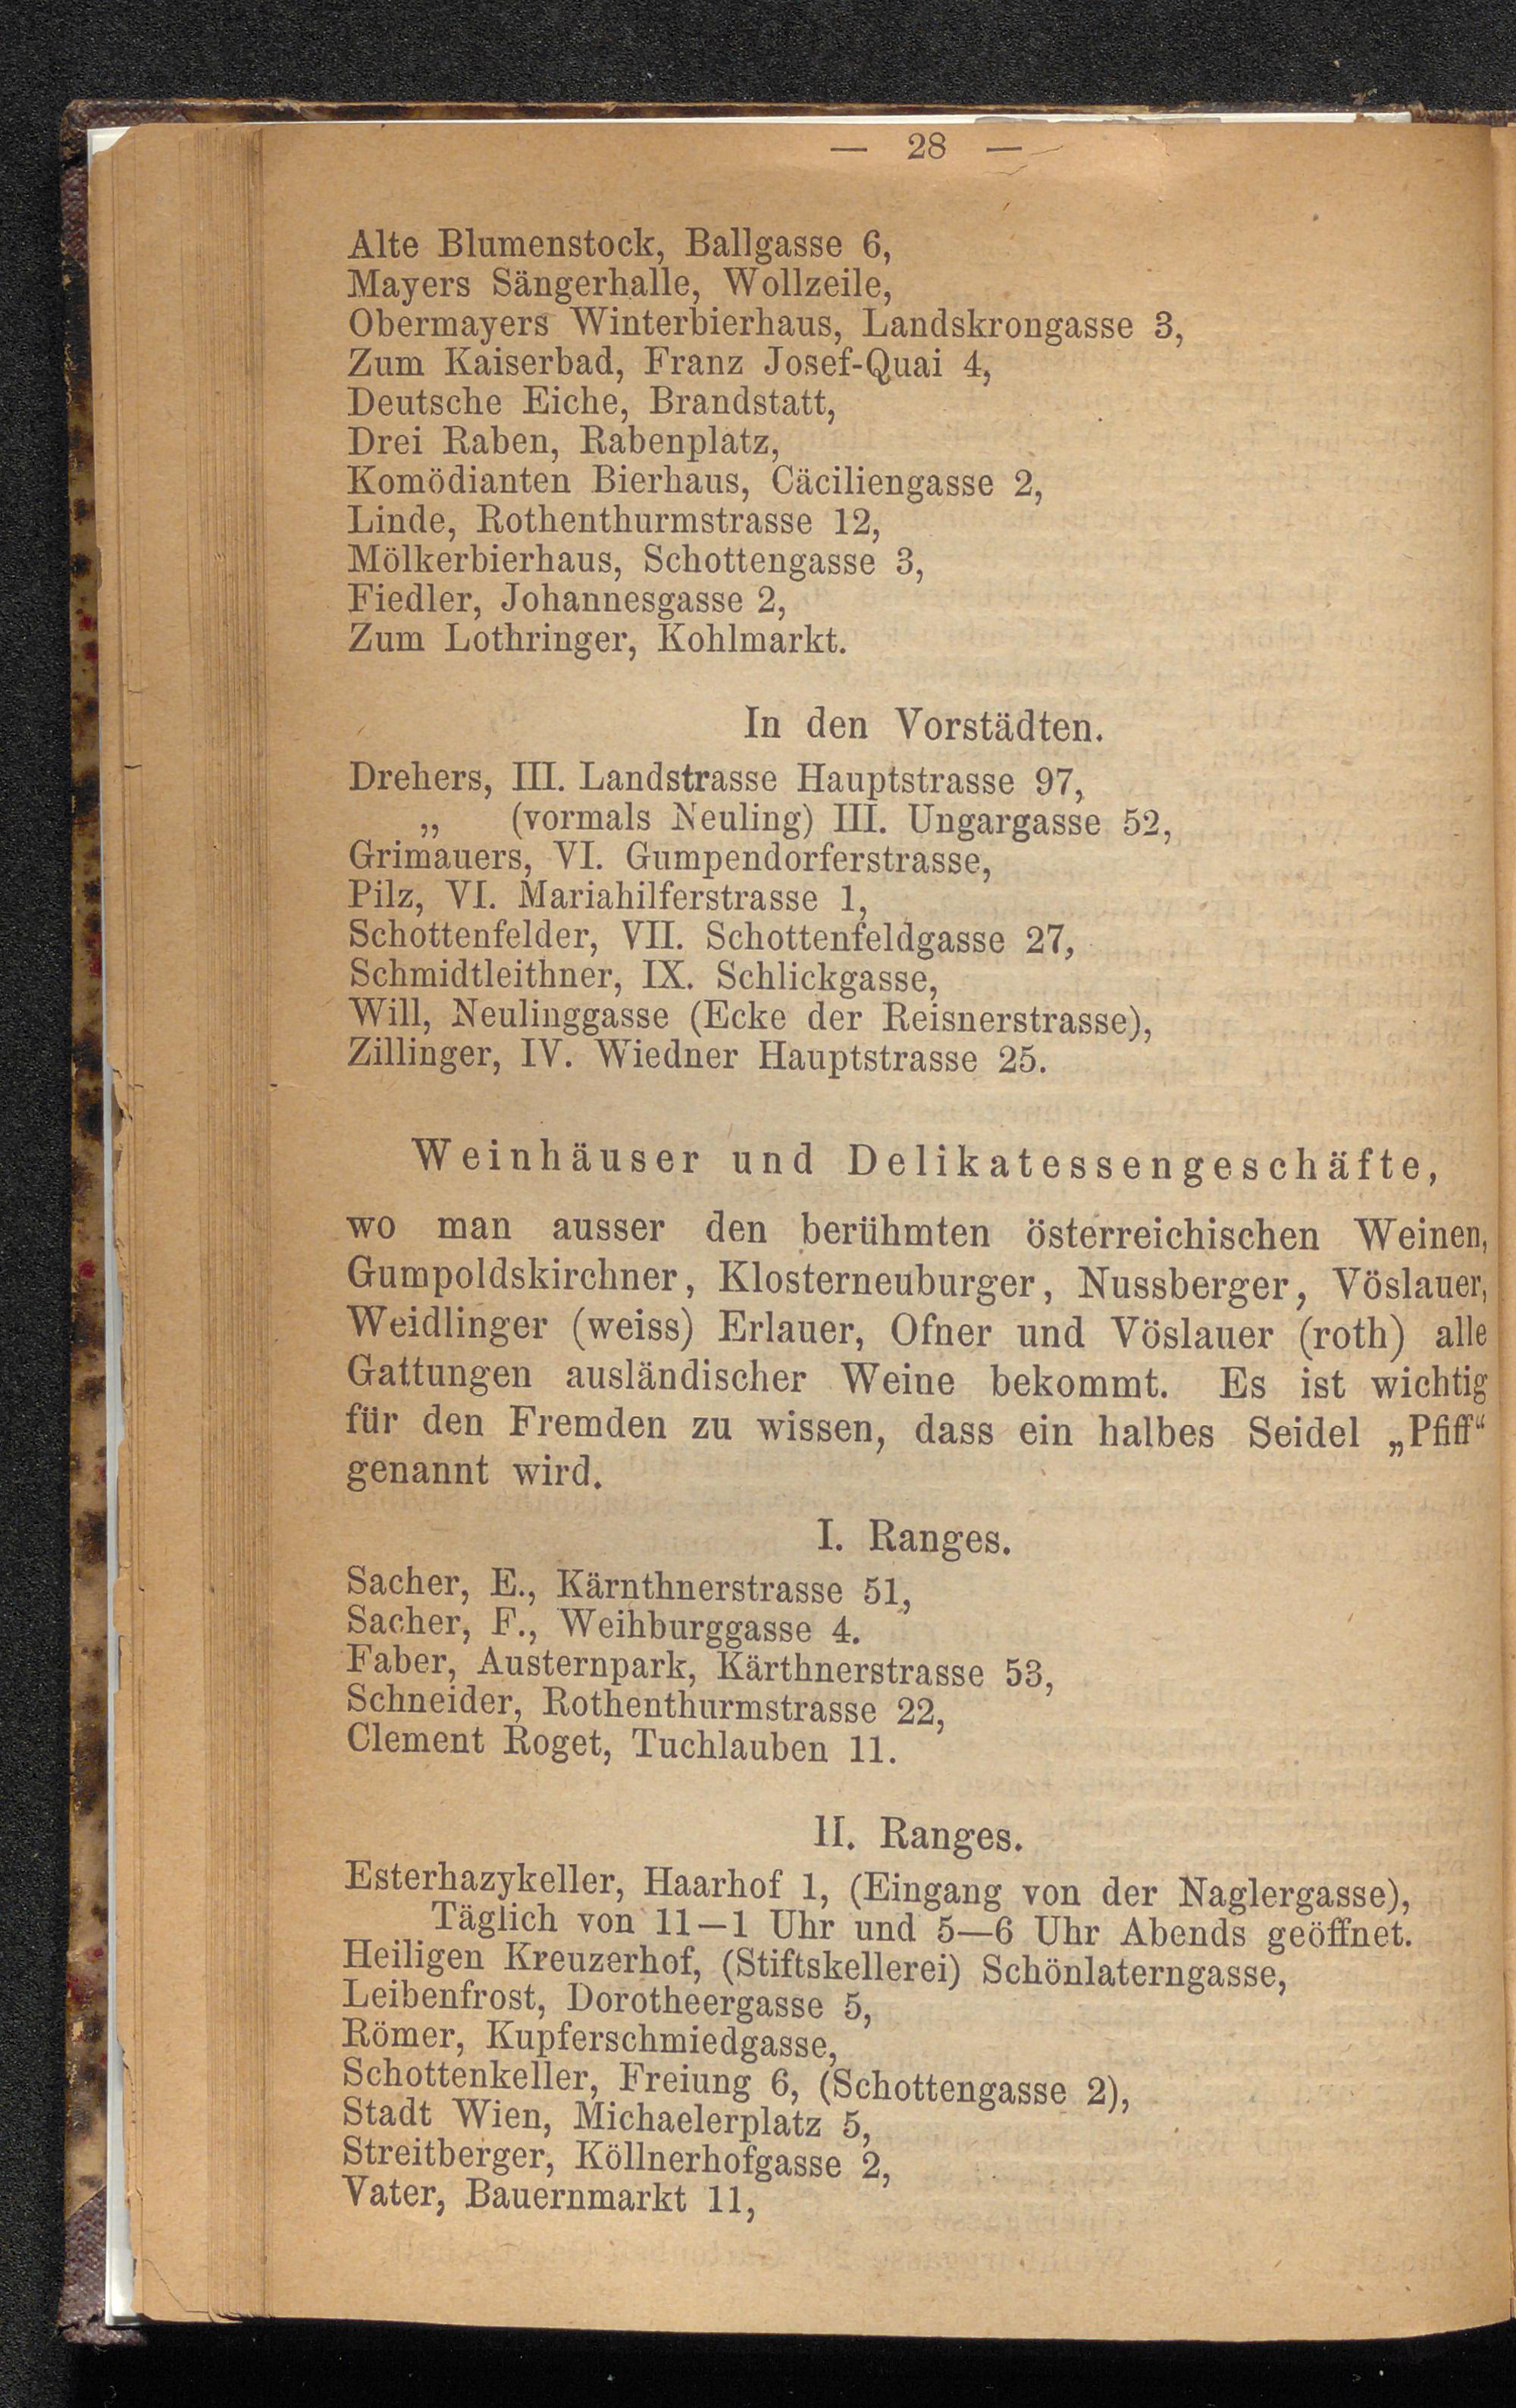 — 28 —
Alte Blumenstock, Ballgasse 6,
Mayers Sängerhalle, Wollzeile,
Obermayers Winterbierhaus, Landskrongasse 3,
Zum Kaiserbad, Franz Josef-Quai 4,
Deutsche Eiche, Brandstatt,
Drei Raben, Rabenplatz,
Komödianten Bierhaus, Cäciliengasse 2,
Linde, Rothenthurmstrasse 12,
Mölkerbierhaus, Schottengasse 3,
Fiedler, Johannesgasse 2,
Zum Lothringer, Kohlmarkt.
In den Vorstädten.
Drehers, III. Landstrasse Hauptstrasse 97,
„ (vormals Neuling) III. Ungargasse 52,
Grimauers, VI. Gumpendorferstrasse,
Pilz, VI. Mariahilferstrasse 1,
Schottenfelder, VII. Schottenfeldgasse 27,
Schmidtleithner, IX. Schlickgasse,
Will, Neulinggasse (Ecke der Reisnerstrasse),
Zillinger, IV. Wiedner Hauptstrasse 25.
Weinhäuser und Delikatessengeschäfte,
wo man ausser den berühmten österreichischen Weinen,
Gumpoldskirchner, Klosterneuburger, Nussberger, Vöslauer,
Weidlinger (weiss) Erlauer, Ofner und Vöslauer (roth) alle
Gattungen ausländischer Weine bekommt. Es ist wichtig
für den Fremden zu wissen, dass ein halbes Seidel „Pfiff“
genannt wird.
I. Ranges.
Sacher, E., Kärnthnerstrasse 51,
Sacher, F., Weihburggasse 4.
Faber, Austernpark, Kärthnerstrasse 53,
Schneider, Rothenthurmstrasse 22,
Clement Roget, Tuchlauben 11.
II. Ranges.
Esterhazykeller, Haarhof 1, (Eingang von der Naglergasse),
Täglich von 11—1 Uhr und 5—6 Uhr Abends geöffnet.
Heiligen Kreuzerhof, (Stiftskellerei) Schönlaterngasse,
Leibenfrost, Dorotheergasse 5,
Römer, Kupferschmiedgasse,
Schottenkeller, Freiung 6, (Schottengasse 2),
Stadt Wien, Michaelerplatz 5,
Streitberger, Köllnerhofgasse 2,
Vater, Bauernmarkt 11,